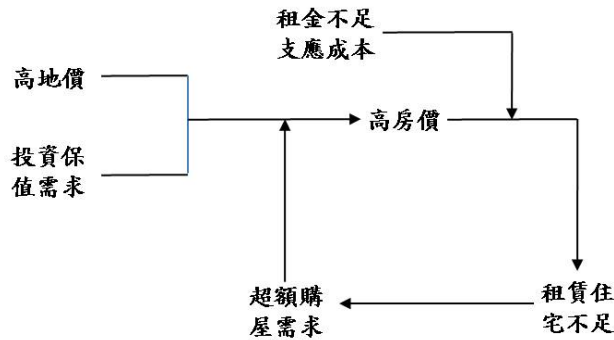 租金不足
支應成本
高地價
高房價
投資保
值需求
超額購
屋需求
租賃住
宅不足